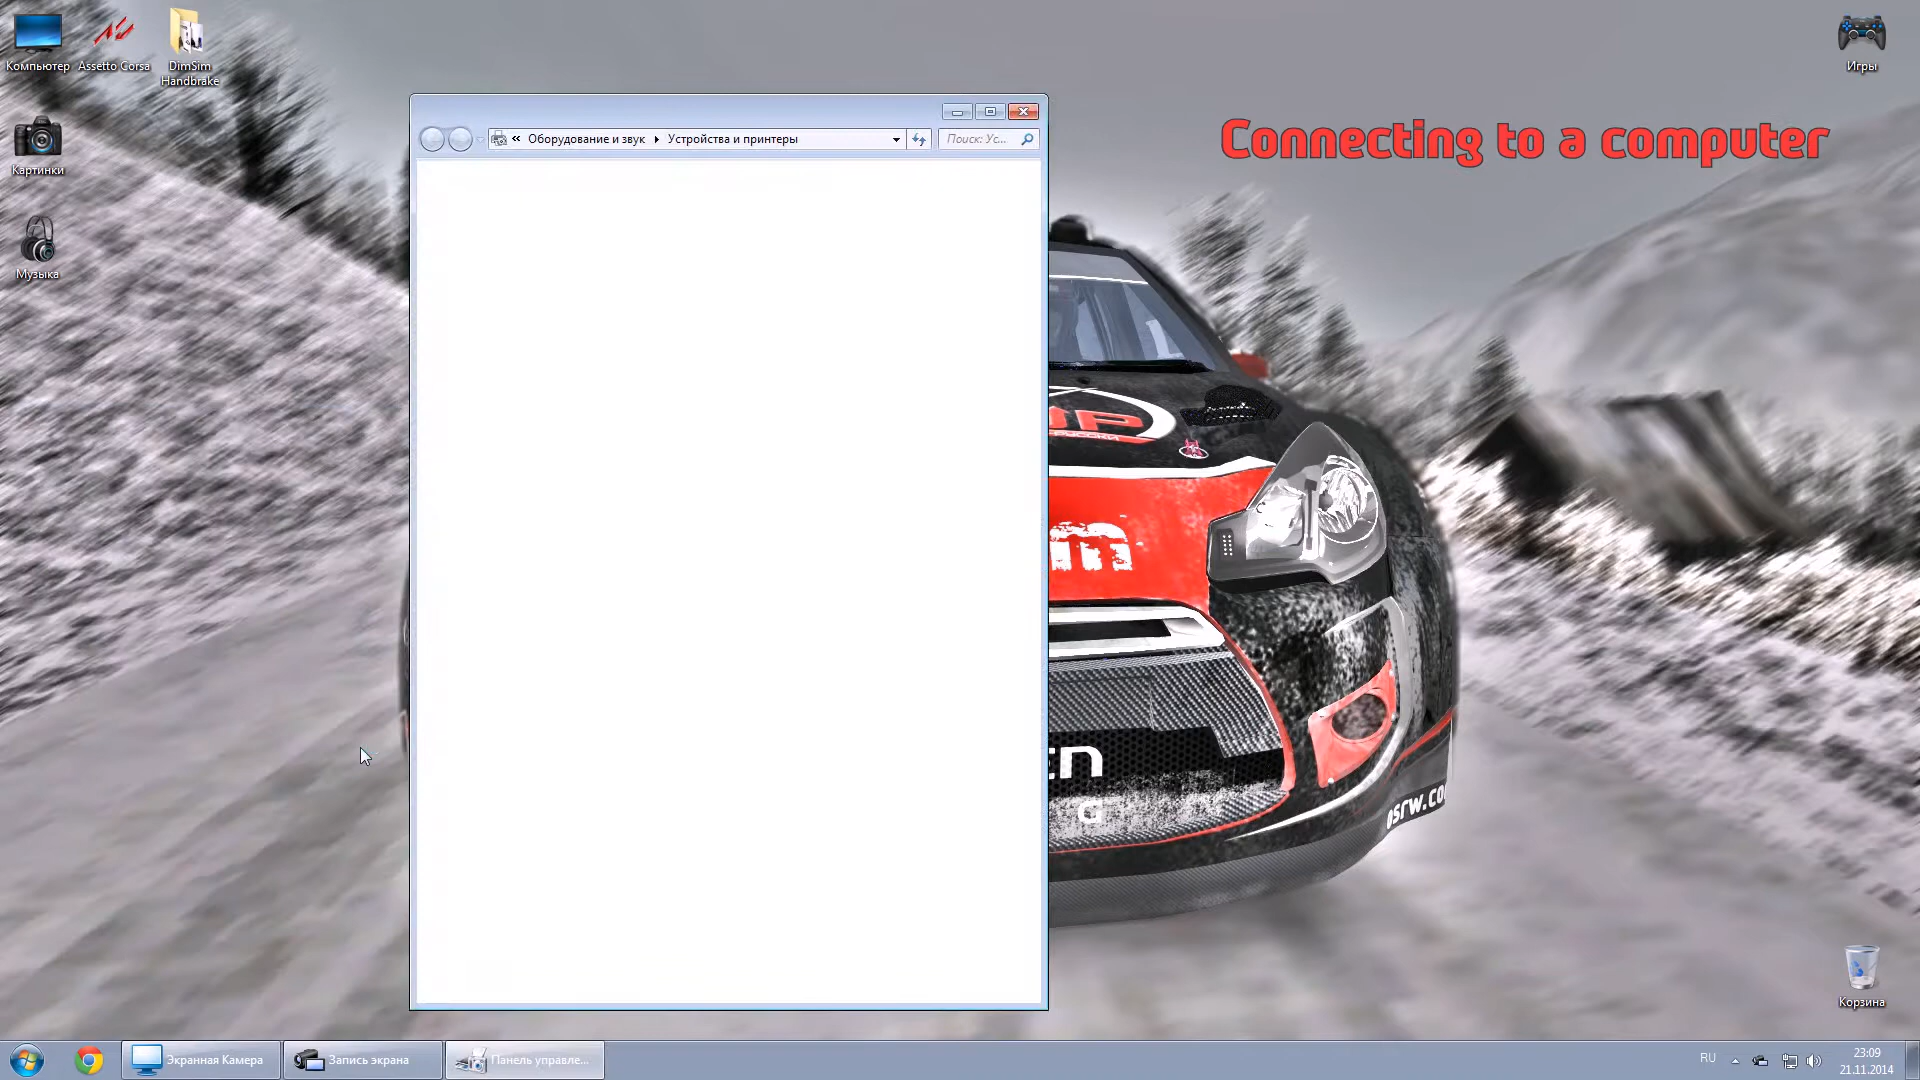 Компьютер
Assetto Corsa
DimSim
Handbrake
Игры
Картинки
Музыка
« Оборудование и звук
Устройства и принтеры
Поиск: Ус...
Connecting to a computer
Корзина
Экранная Камера
Запись экрана
Панель управле...
RU
23:09
21.11.2014